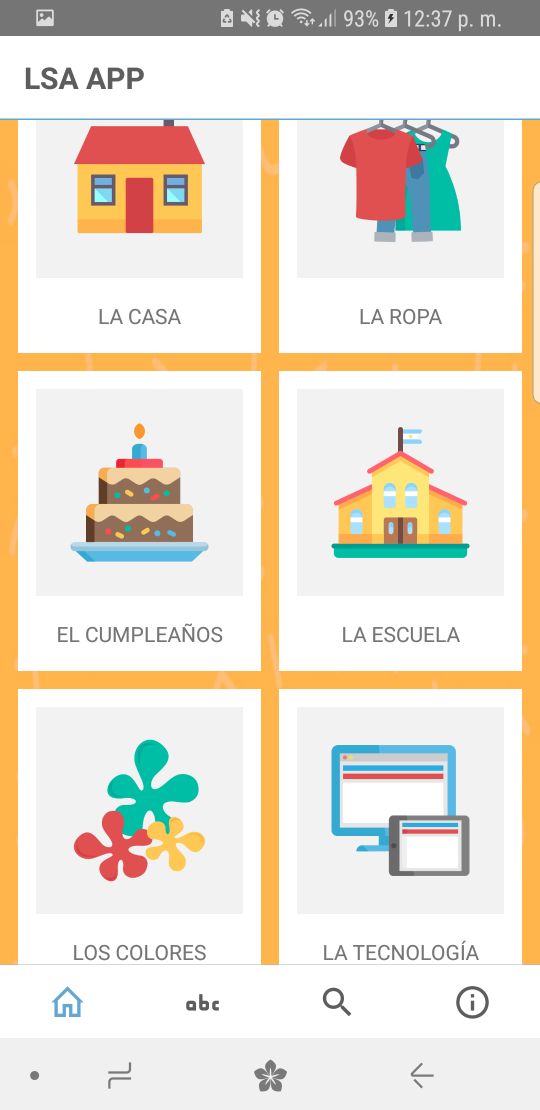 93% 12:37 p. m.
LSA APP
LA CASA
LA ROPA
EL CUMPLEAÑOS
LA ESCUELA
LOS COLORES
LA TECNOLOGÍA
abc